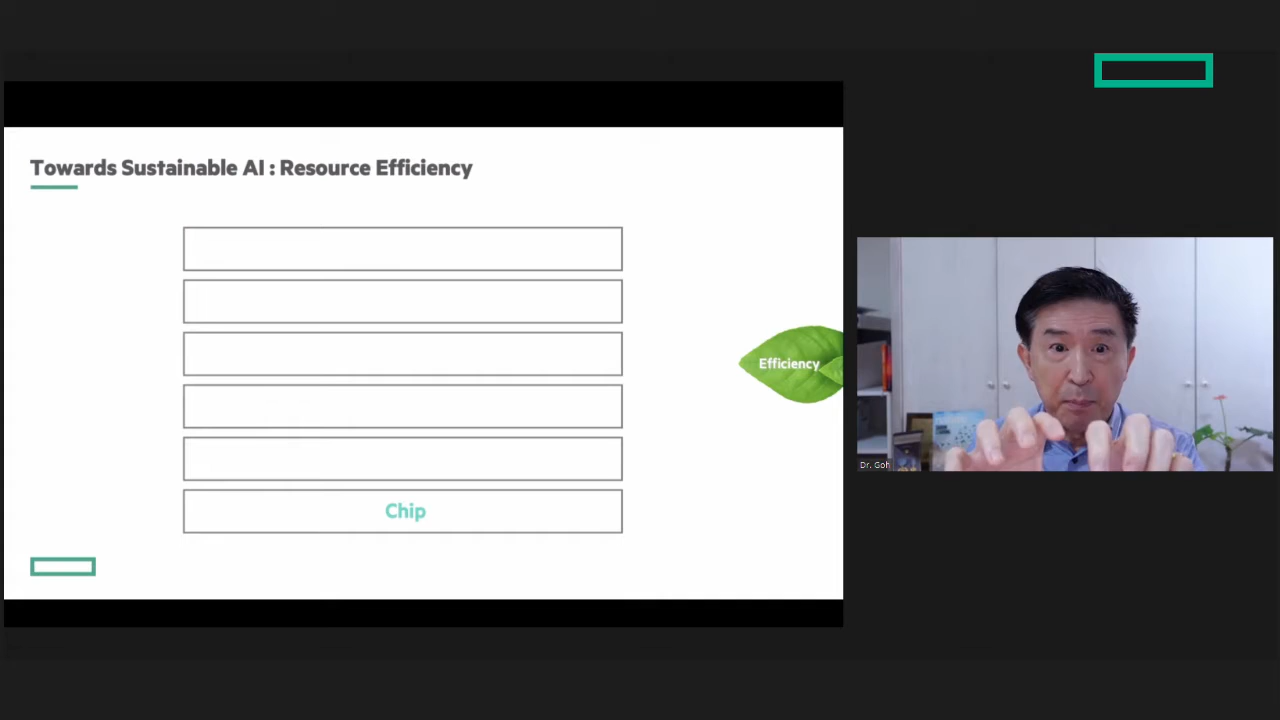 Towards Sustainable AI : Resource Efficiency
Efficiency
Chip
Dr. Goh